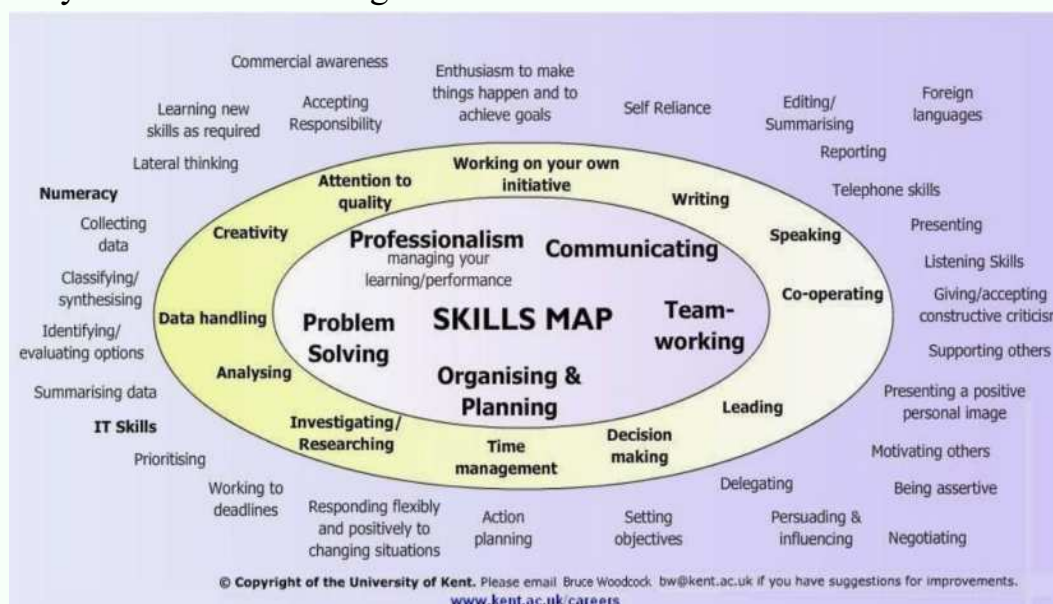 Commercial awareness
Enthusiasm to make
things happen and to
achieve goals
Learning new
skills as required
Accepting
Responsibility
Self Reliance
Editing/
Summarising
Foreign
languages
Lateral thinking
Reporting
Numeracy
Attention to
quality
Working on your own
initiative
Writing
Telephone skills
Collecting
data
Creativity
Speaking
Presenting
Professionalism
managing your
learning/performance
Communicating
Listening Skills
Classifying/
synthesising
Co-operating
Giving/accepting
constructive criticism
Data handling
Problem
Solving
SKILLS MAP
Team-
working
Identifying/
evaluating options
Supporting others
Analysing
Organising &
Planning
Summarising data
Leading
Presenting a positive
personal image
IT Skills
Investigating/
Researching
Time
management
Decision
making
Motivating others
Prioritising
Working to
deadlines
Responding flexibly
and positively to
changing situations
Action
planning
Setting
objectives
Delegating
Persuading &
influencing
Being assertive
Negotiating
© Copyright of the University of Kent. Please email Bruce Woodcock bw@kent.ac.uk if you have suggestions for improvements.
www.kent.ac.uk/careers